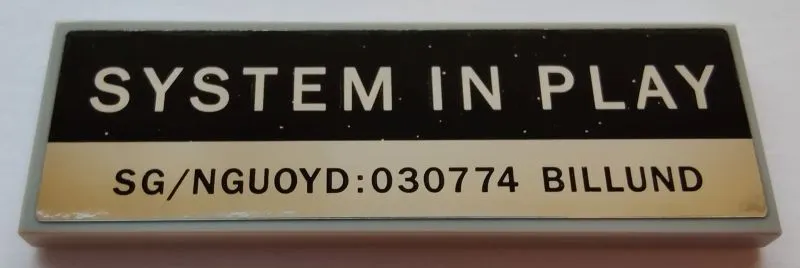 SYSTEM IN PLAY
SG/NGUOYD:030774 BILLUND